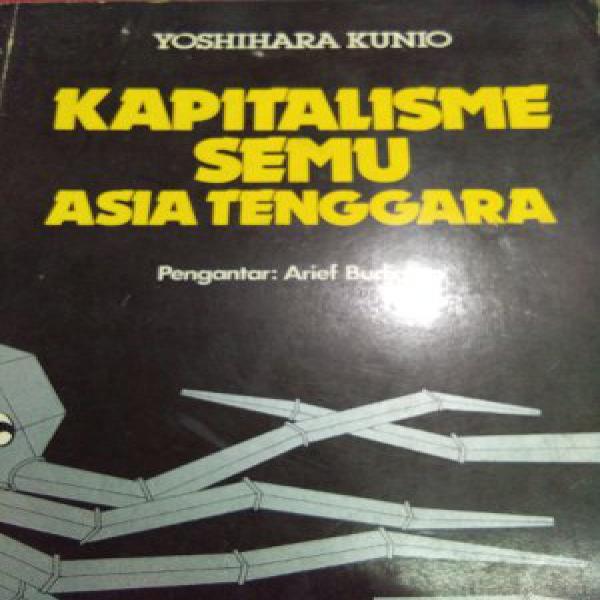 YOSHIHARA KUNIO
KAPITALISME
SEMU
ASIA TENGGARA
Pengantar: Arief